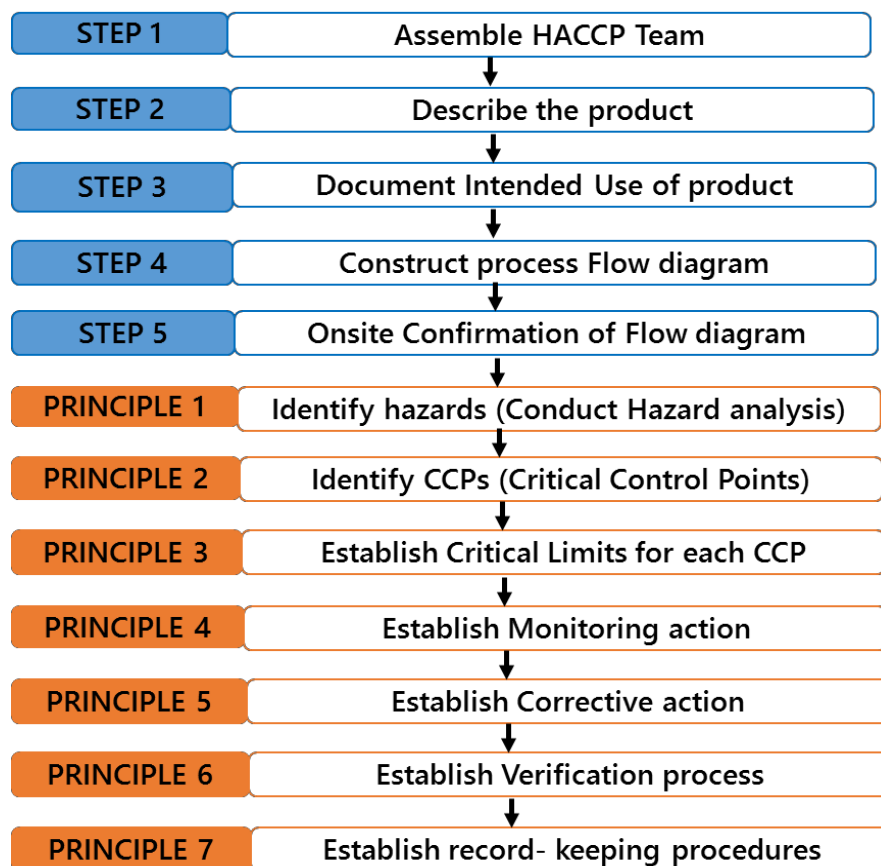 STEP 1 Assemble HACCP Team
STEP 2 Describe the product
STEP 3 Document Intended Use of product
STEP 4 Construct process Flow diagram
STEP 5 Onsite Confirmation of Flow diagram
PRINCIPLE 1 Identify hazards (Conduct Hazard analysis)
PRINCIPLE 2 Identify CCPs (Critical Control Points)
PRINCIPLE 3 Establish Critical Limits for each CCP
PRINCIPLE 4 Establish Monitoring action
PRINCIPLE 5 Establish Corrective action
PRINCIPLE 6 Establish Verification process
PRINCIPLE 7 Establish record- keeping procedures